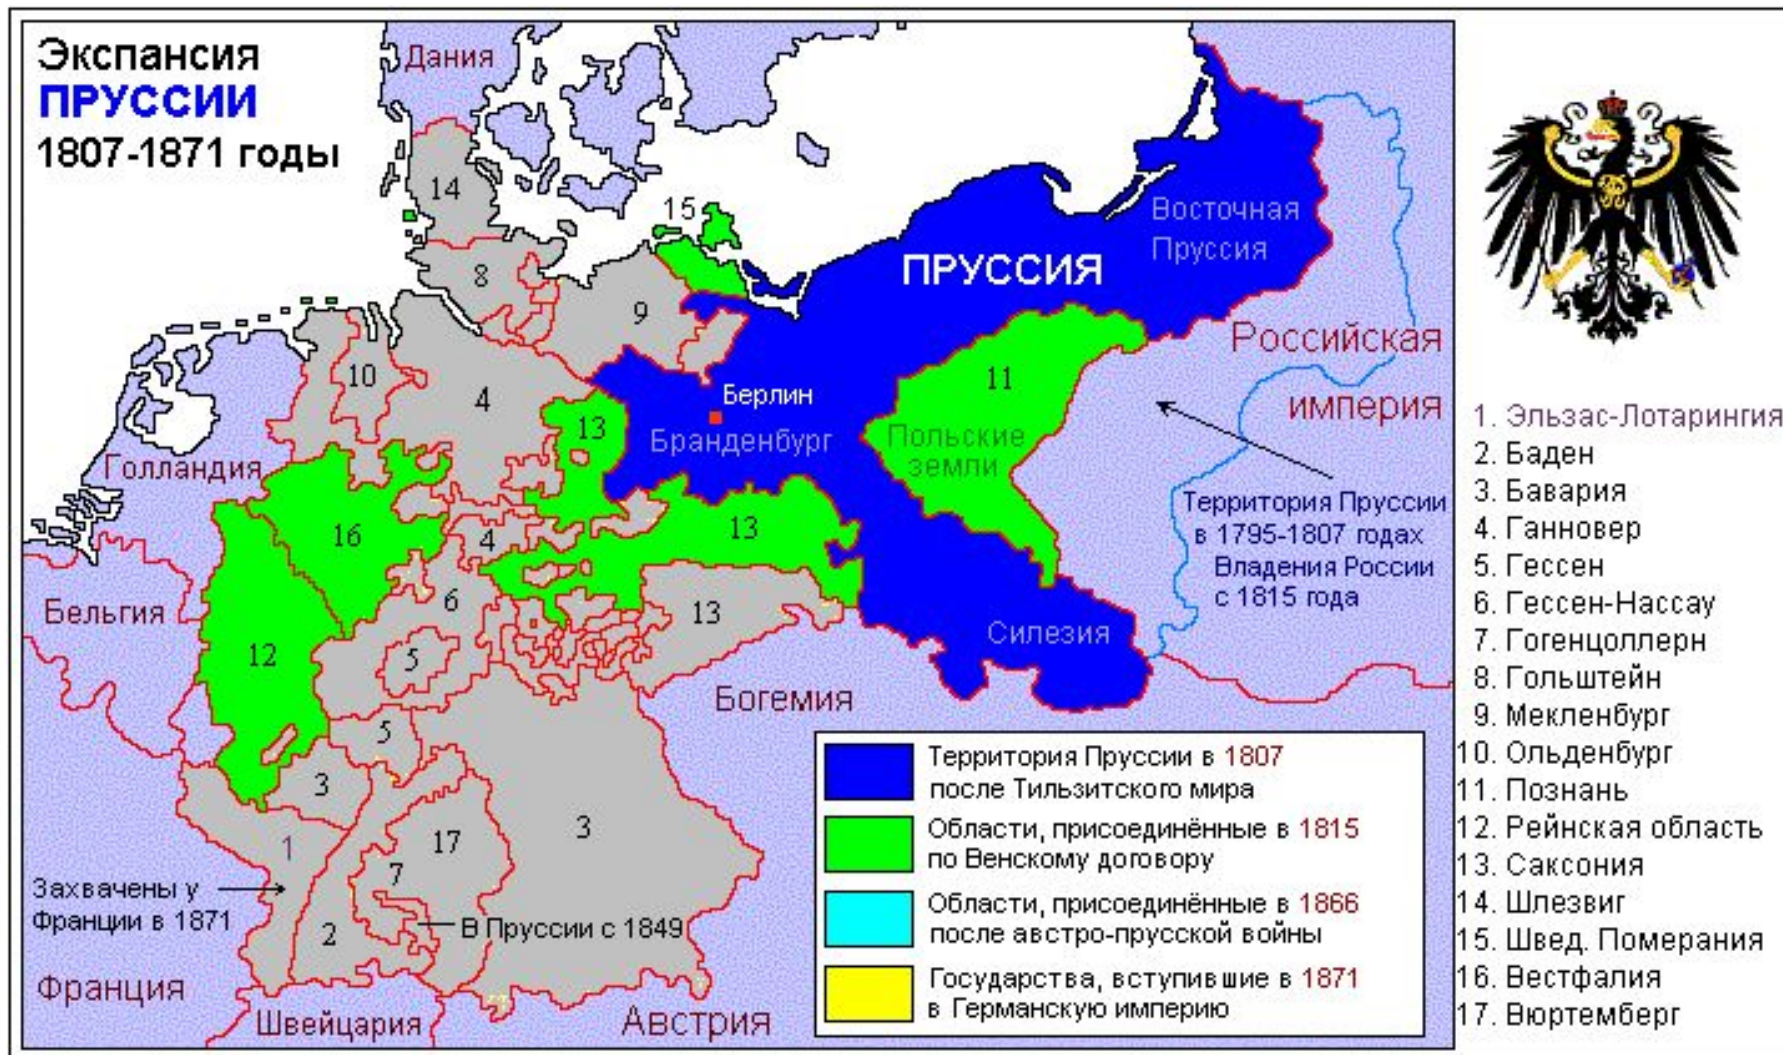 Экспансия
ПРУССИИ
1807-1871 годы
Дания
14
15
8
9
10
4
13
Берлин
Бранденбург
ПРУССИЯ
Восточная
Пруссия
11
Польские
земли
Российская
империя
Территория Пруссии
в 1795-1807 годах
Владения России
с 1815 года
Голландия
16
4
13
Бельгия
6
12
5
13
Силезия
Богемия
5
3
1
17
3
7
2
Захвачены у
Франции в 1871
В Пруссии с 1849
Франция
Швейцария
Австрия
Территория Пруссии в 1807
после Тильзитского мира
Области, присоединённые в 1815
по Венскому договору
Области, присоединённые в 1866
после австро-прусской войны
Государства, вступившие в 1871
в Германскую империю
1. Эльзас-Лотарингия
2. Баден
3. Бавария
4. Ганновер
5. Гессен
6. Гессен-Нассау
7. Гогенцоллерн
8. Гольштейн
9. Мекленбург
10. Ольденбург
11. Познань
12. Рейнская область
13. Саксония
14. Шлезвиг
15. Швед. Померания
16. Вестфалия
17. Вюртемберг